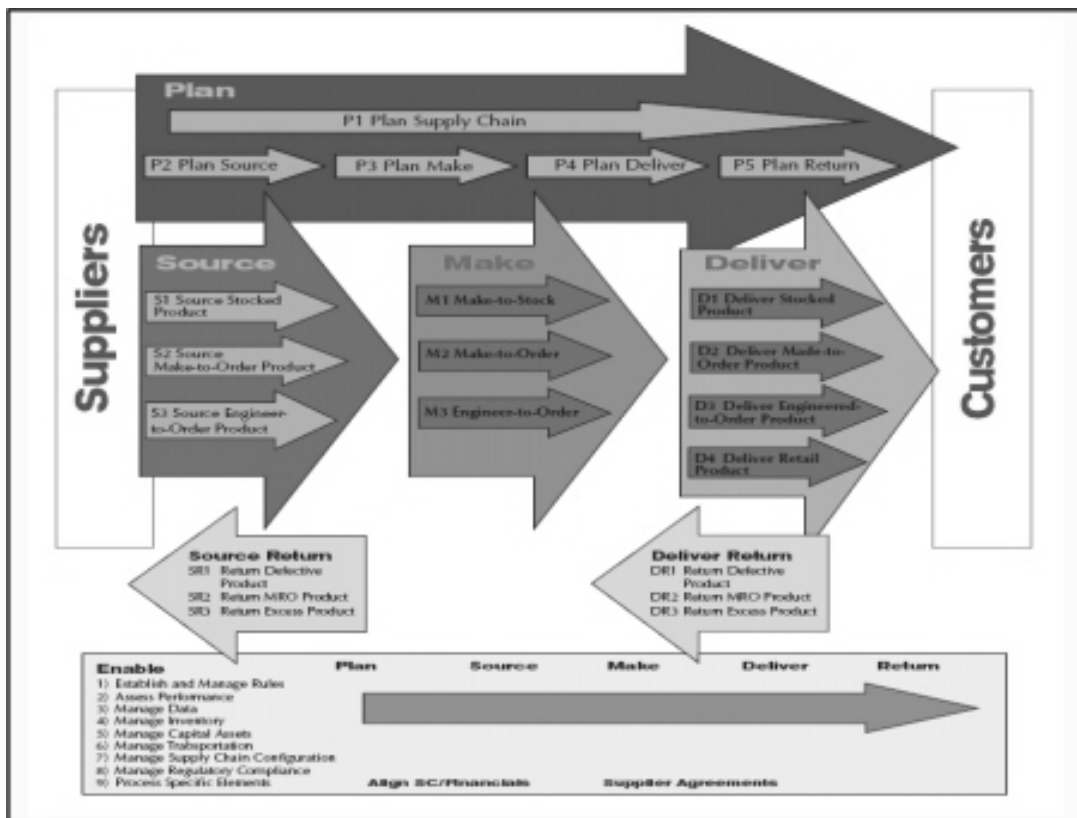 Plan
P1 Plan Supply Chain
P2 Plan Source
P3 Plan Make
P4 Plan Deliver
P5 Plan Return
Suppliers
Customers
Source
S1 Source Stocked
Product
S2 Source
Make-to-Order Product
S3 Source Engineer-
to-Order Product
Make
M1 Make-to-Stock
M2 Make-to-Order
M3 Engineer-to-Order
Deliver
D1 Deliver Stocked
Product
D2 Deliver Made-to-
Order Product
D3 Deliver Engineered-
to-Order Product
D4 Deliver Retail
Product
Source Return
SR1 Return Defective
Product
SR2 Return MRO Product
SR3 Return Excess Product
Deliver Return
DR1 Return Defective
Product
DR2 Return MRO Product
DR3 Return Excess Product
Enable
Plan Source Make Deliver Return
1) Establish and Manage Rules
2) Assess Performance
3) Manage Data
4) Manage Inventory
5) Manage Capital Assets
6) Manage Transportation
7) Manage Supply Chain Configuration
8) Manage Regulatory Compliance
9) Process Specific Elements
Align SC/Financials
Supplier Agreements